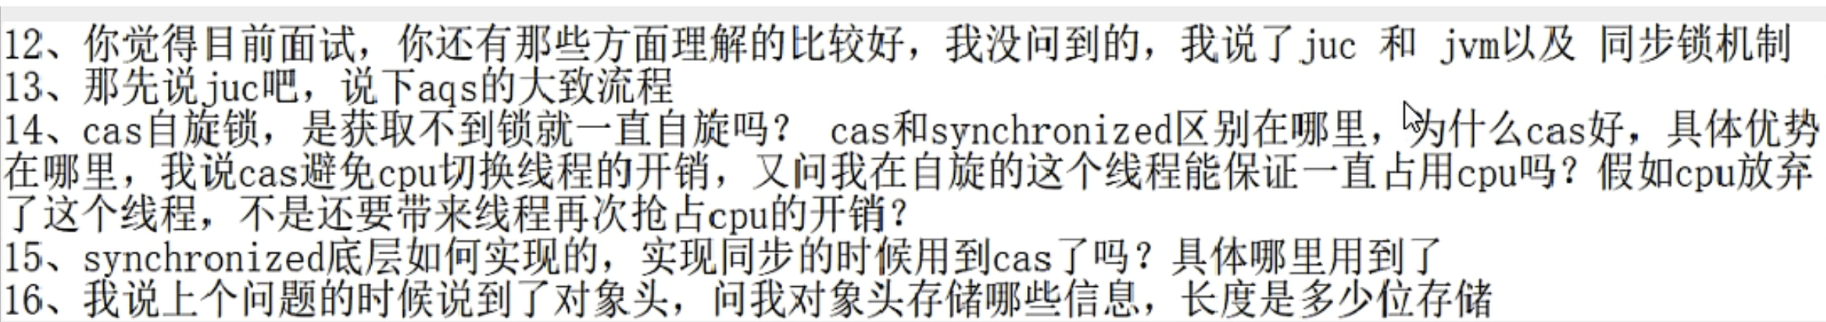 12、你觉得目前面试，你还有那些方面理解的比较好，我没问到的，我说了juc 和 jvm以及 同步锁机制
13、那先说juc吧，说下aqs的大致流程
14、cas自旋锁，是获取不到锁就一直自旋吗？ cas和synchronized区别在哪里，为什么cas好，具体优势
在哪里，我说cas避免cpu切换线程的开销，又问我在自旋的这个线程能保证一直占用cpu吗？假如cpu放弃
了这个线程，不是还要带来线程再次抢占cpu的开销？
15、synchronized底层如何实现的，实现同步的时候用到cas了吗？具体哪里用到了
16、我说上个问题的时候说到了对象头，问我对象头存储哪些信息，长度是多少位存储